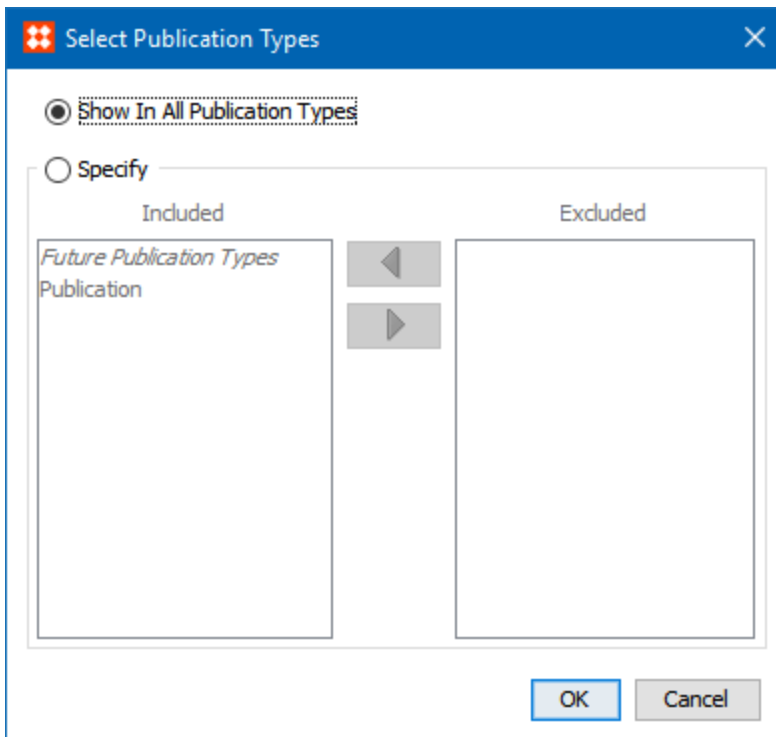 Select Publication Types
Show In All Publication Types
Specify
Included
Excluded
Future Publication Types
Publication
OK
Cancel